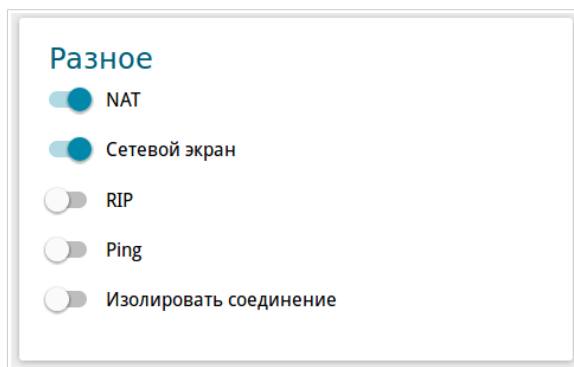 Разное
NAT
Сетевой экран
RIP
Ping
Изолировать соединение